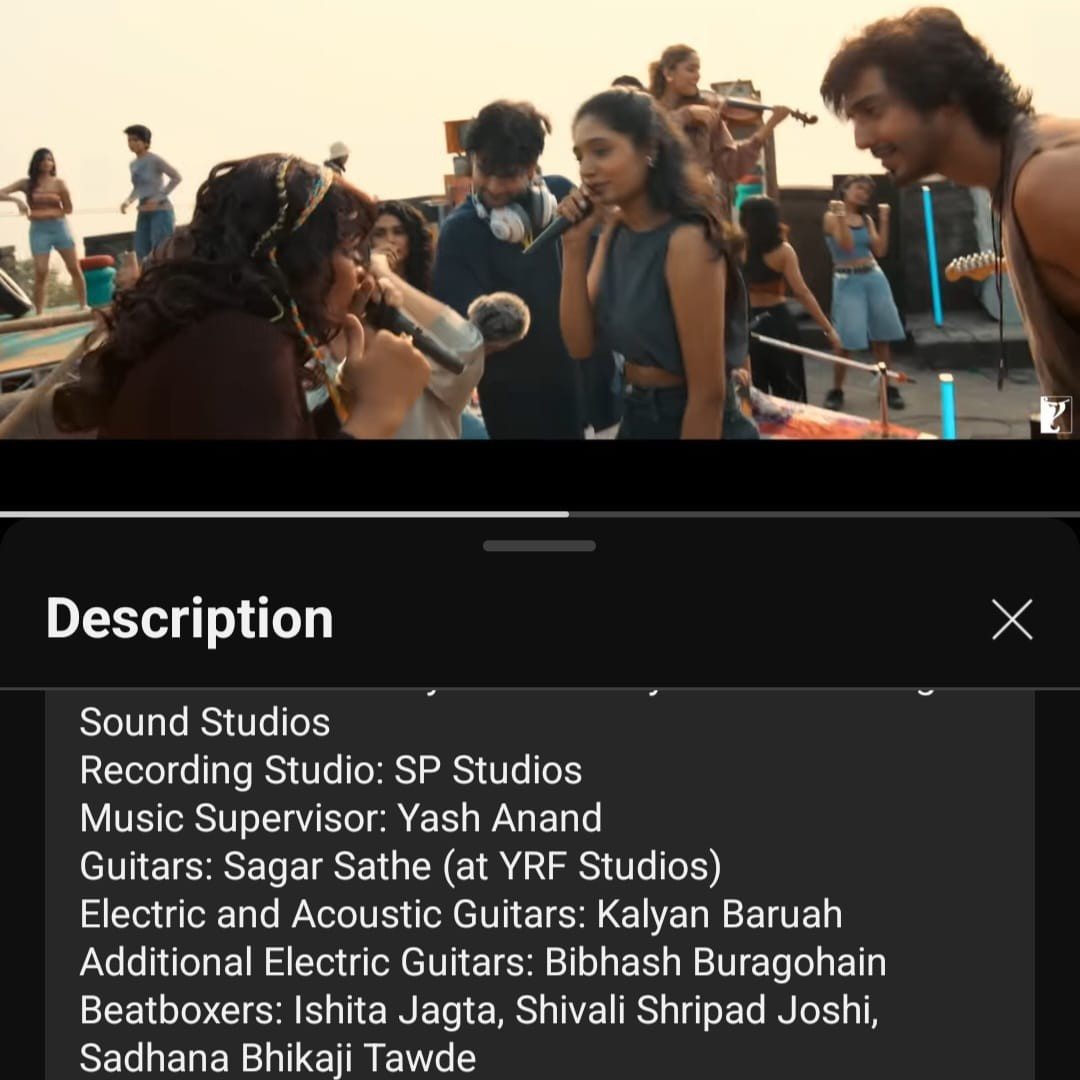 Description
Sound Studios
Recording Studio: SP Studios
Music Supervisor: Yash Anand
Guitars: Sagar Sathe (at YRF Studios)
Electric and Acoustic Guitars: Kalyan Baruah
Additional Electric Guitars: Bibhash Buragohain
Beatboxers: Ishita Jagta, Shivali Shripad Joshi,
Sadhana Bhikaji Tawde